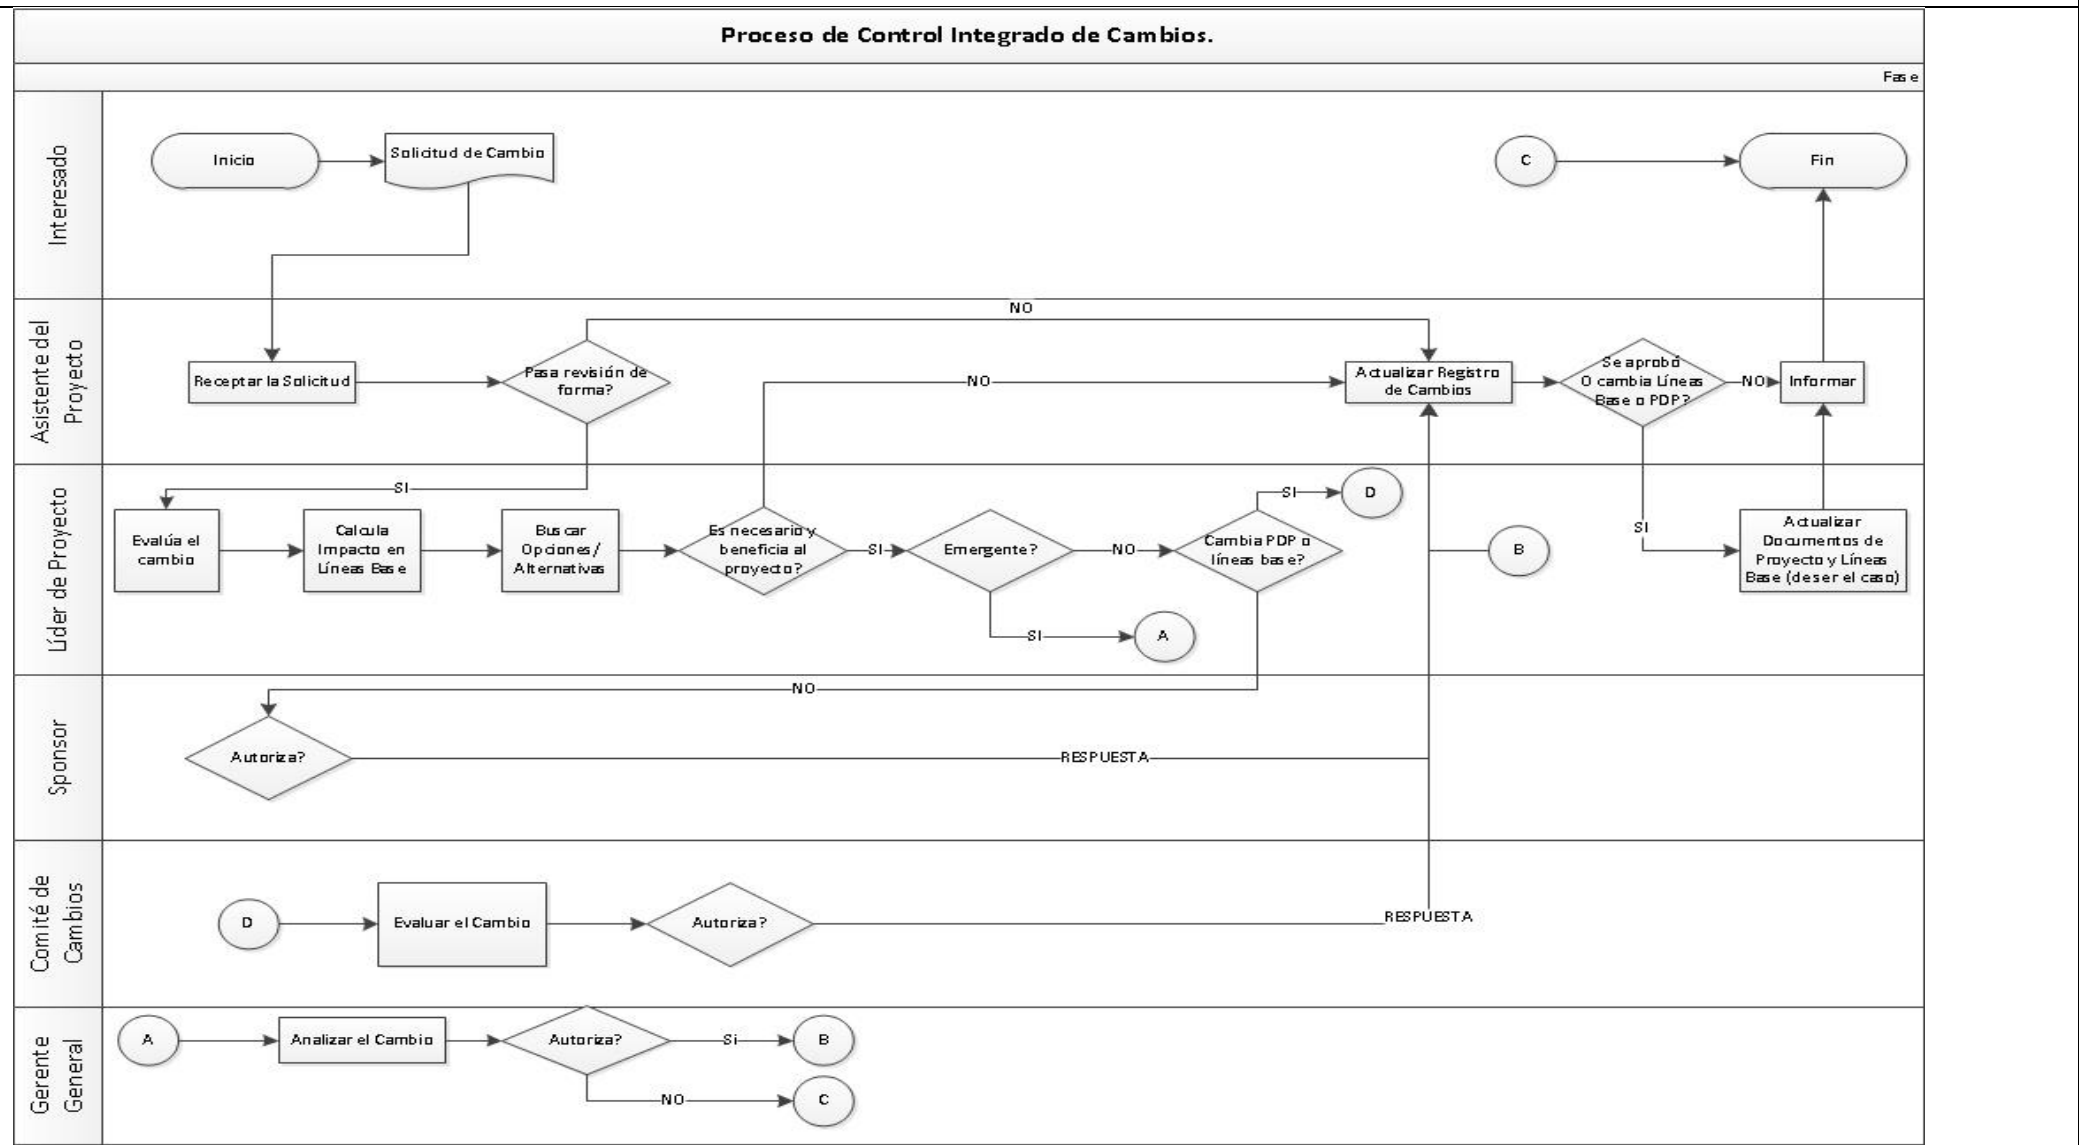 Proceso de Control Integrado de Cambios.
Fase
Interesado
Inicio
Solicitud de Cambio
C
Fin
Asistente del
Proyecto
NO
Receptar la Solicitud
Pasa revisión de
forma?
NO
Actualizar Registro
de Cambios
Se aprobó
O cambia Líneas
Base o PDP?
NO
Informar
Líder de Proyecto
SI
Evalúa el
cambio
Calcula
Impacto en
Líneas Base
Buscar
Opciones/
Alternativas
Es necesario y
beneficia al
proyecto?
SI
Emergente?
NO
Cambia PDP o
líneas base?
SI
D
B
SI
Actualizar
Documentos de
Proyecto y Líneas
Base (deser el caso)
SI
A
Sponsor
NO
Autoriza?
RESPUESTA
Comité de
Cambios
D
Evaluar el Cambio
Autoriza?
RESPUESTA
Gerente
General
A
Analizar el Cambio
Autoriza?
Si
B
NO
C